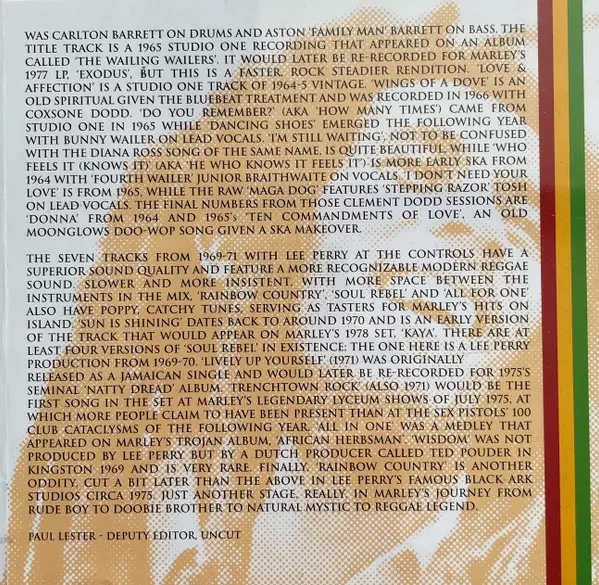 WAS CARLTON BARRETT ON DRUMS AND ASTON 'FAMILY MAN' BARRETT ON BASS. THE
TITLE TRACK IS A 1965 STUDIO ONE RECORDING THAT APPEARED ON AN ALBUM
CALLED 'THE WAILING WAILERS'. IT WOULD LATER BE RE-RECORDED FOR MARLEY'S
1977 LP, 'EXODUS', BUT THIS IS A FASTER, ROCK STEADIER RENDITION. 'LOVE &
AFFECTION' IS A STUDIO ONE TRACK OF 1964-5 VINTAGE. 'WINGS OF A DOVE' IS AN
OLD SPIRITUAL GIVEN THE BLUEBEAT TREATMENT AND WAS RECORDED IN 1966 WITH
COXSONE DODD. 'DO YOU REMEMBER?' (AKA 'HOW MANY TIMES') CAME FROM
STUDIO ONE IN 1965 WHILE 'DANCING SHOES' EMERGED THE FOLLOWING YEAR
WITH BUNNY WAILER ON LEAD VOCALS. 'I'M STILL WAITING', NOT TO BE CONFUSED
WITH THE DIANA ROSS SONG OF THE SAME NAME, IS QUITE BEAUTIFUL, WHILE 'WHO
FEELS IT (KNOWS IT)' (AKA 'HE WHO KNOWS IT FEELS IT') IS MORE EARLY SKA FROM
1964 WITH 'FOURTH WAILER' JUNIOR BRAITHWAITE ON VOCALS. 'I DON'T NEED YOUR
LOVE' IS FROM 1965, WHILE THE RAW 'MAGA DOG' FEATURES 'STEPPING RAZOR' TOSH
ON LEAD VOCALS. THE FINAL NUMBERS FROM THOSE CLEMENT DODD SESSIONS ARE
'DONNA' FROM 1964 AND 1965's 'TEN COMMANDMENTS OF LOVE', AN OLD
MOONGLOWS DOO-WOP SONG GIVEN A SKA MAKEOVER.
THE SEVEN TRACKS FROM 1969-71 WITH LEE PERRY AT THE CONTROLS HAVE A
SUPERIOR SOUND QUALITY AND FEATURE A MORE RECOGNIZABLE MODERN REGGAE
SOUND, SLOWER AND MORE INSISTENT, WITH MORE SPACE BETWEEN THE
INSTRUMENTS IN THE MIX. 'RAINBOW COUNTRY', 'SOUL REBEL' AND 'ALL FOR ONE'
ALSO HAVE POPPY, CATCHY TUNES, SERVING AS TASTERS FOR MARLEY'S HITS ON
ISLAND. 'SUN IS SHINING' DATES BACK TO AROUND 1970 AND IS AN EARLY VERSION
OF THE TRACK THAT WOULD APPEAR ON MARLEY'S 1978 SET, 'KAYA'. THERE ARE AT
LEAST FOUR VERSIONS OF 'SOUL REBEL' IN EXISTENCE: THE ONE HERE IS A LEE PERRY
PRODUCTION FROM 1969-70. 'LIVELY UP YOURSELF' (1971) WAS ORIGINALLY
RELEASED AS A JAMAICAN SINGLE AND WOULD LATER BE RE-RECORDED FOR 1975'S
SEMINAL 'NATTY DREAD' ALBUM. TRENCHTOWN ROCK (ALSO 1971) WOULD BE THE
FIRST SONG IN THE SET AT MARLEY'S LEGENDARY LYCEUM SHOWS OF JULY 1975, AT
WHICH MORE PEOPLE CLAIM TO HAVE BEEN PRESENT THAN AT THE SEX PISTOLS' 100
CLUB CATACLYSMS OF THE FOLLOWING YEAR. 'ALL IN ONE' WAS A MEDLEY THAT
APPEARED ON MARLEY'S TROJAN ALBUM, 'AFRICAN HERBSMAN'. 'WISDOM' WAS NOT
PRODUCED BY LEE PERRY BUT BY A DUTCH PRODUCER CALLED TED POUDER IN
KINGSTON 1969 AND IS VERY RARE. FINALLY, 'RAINBOW COUNTRY' IS ANOTHER
ODDITY, CUT A BIT LATER THAN THE ABOVE IN LEE PERRY'S FAMOUS BLACK ARK
STUDIOS, CIRCA 1975. JUST ANOTHER STAGE, REALLY, IN MARLEY'S JOURNEY FROM
RUDE BOY TO DOOBIE BROTHER TO NATURAL MYSTIC TO REGGAE LEGEND.
PAUL LESTER - DEPUTY EDITOR, UNCUT